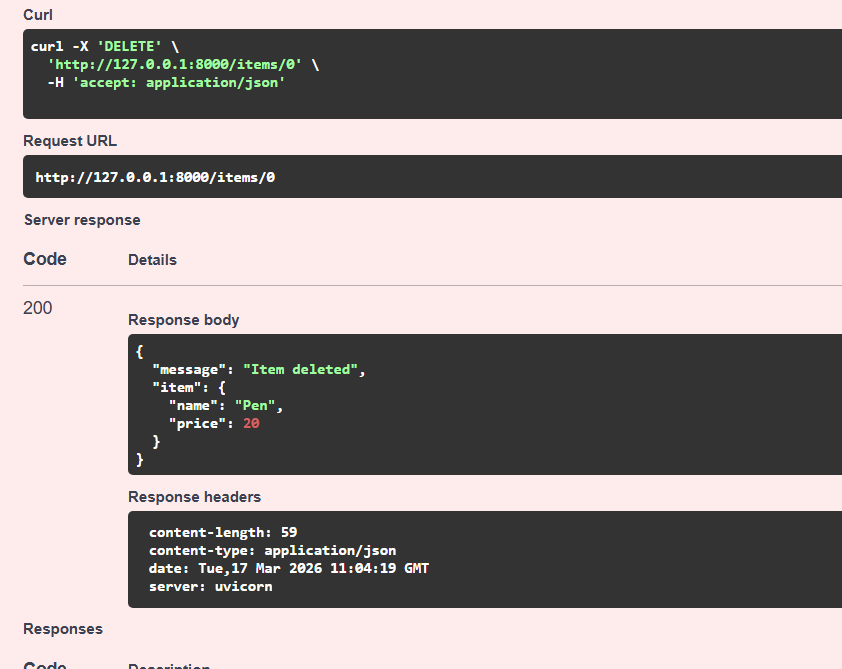 Curl
curl -X 'DELETE' \
  'http://127.0.0.1:8000/items/0' \
  -H 'accept: application/json'
Request URL
http://127.0.0.1:8000/items/0
Server response
Code Details
200
Response body
{
  "message": "Item deleted",
  "item": {
    "name": "Pen",
    "price": 20
  }
}
Response headers
content-length: 59
content-type: application/json
date: Tue,17 Mar 2026 11:04:19 GMT
server: uvicorn
Responses
Code Description